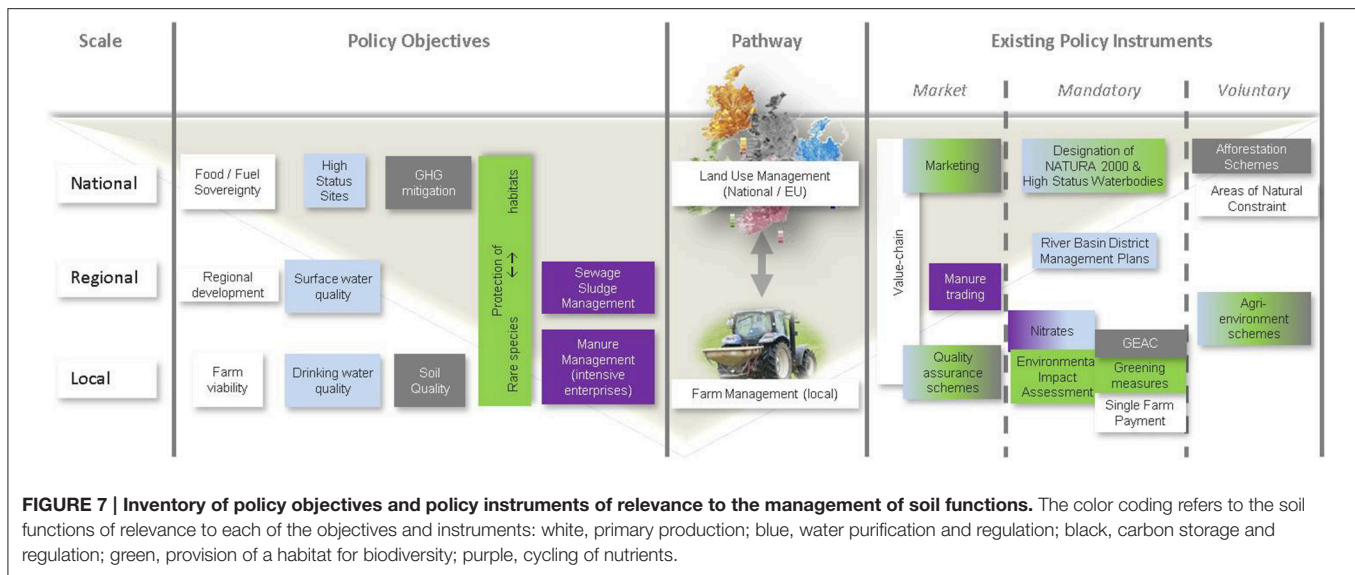 Scale
Policy Objectives
Pathway
Existing Policy Instruments
Market
Mandatory
Voluntary
National
Food / Fuel
Sovereignty
High
Status
Sites
GHG
mitigation
Rare species
Protection of
↔
habitats
Land Use Management
(National / EU)
Marketing
Designation of
NATURA 2000 &
High Status Waterbodies
Afforestation
Schemes
Areas of Natural
Constraint
Regional
Regional
development
Surface water
quality
Sewage
Sludge
Management
Value-chain
Manure
trading
River Basin District
Management Plans
Agri-
environment
schemes
Local
Farm
viability
Drinking water
quality
Soil
Quality
Manure
Management
(intensive
enterprises)
Farm Management (local)
Quality
assurance
schemes
Nitrates
Environmental
Impact
Assessment
GEAC
Greening
measures
Single Farm
Payment
FIGURE 7 | Inventory of policy objectives and policy instruments of relevance to the management of soil functions. The color coding refers to the soil
functions of relevance to each of the objectives and instruments: white, primary production; blue, water purification and regulation; black, carbon storage and
regulation; green, provision of a habitat for biodiversity; purple, cycling of nutrients.